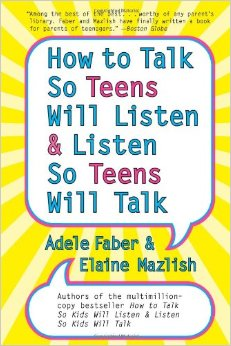 "Among the best of the best... worthy of any parent's
library. Faber and Mazlish have finally written a book
for parents of teenagers." —Boston Globe
How to Talk
So Teens
Will Listen
& Listen
So Teens
Will Talk
Adele Faber &
Elaine Mazlish
Authors of the multimillion-
copy bestseller How to Talk
So Kids Will Listen & Listen
So Kids Will Talk